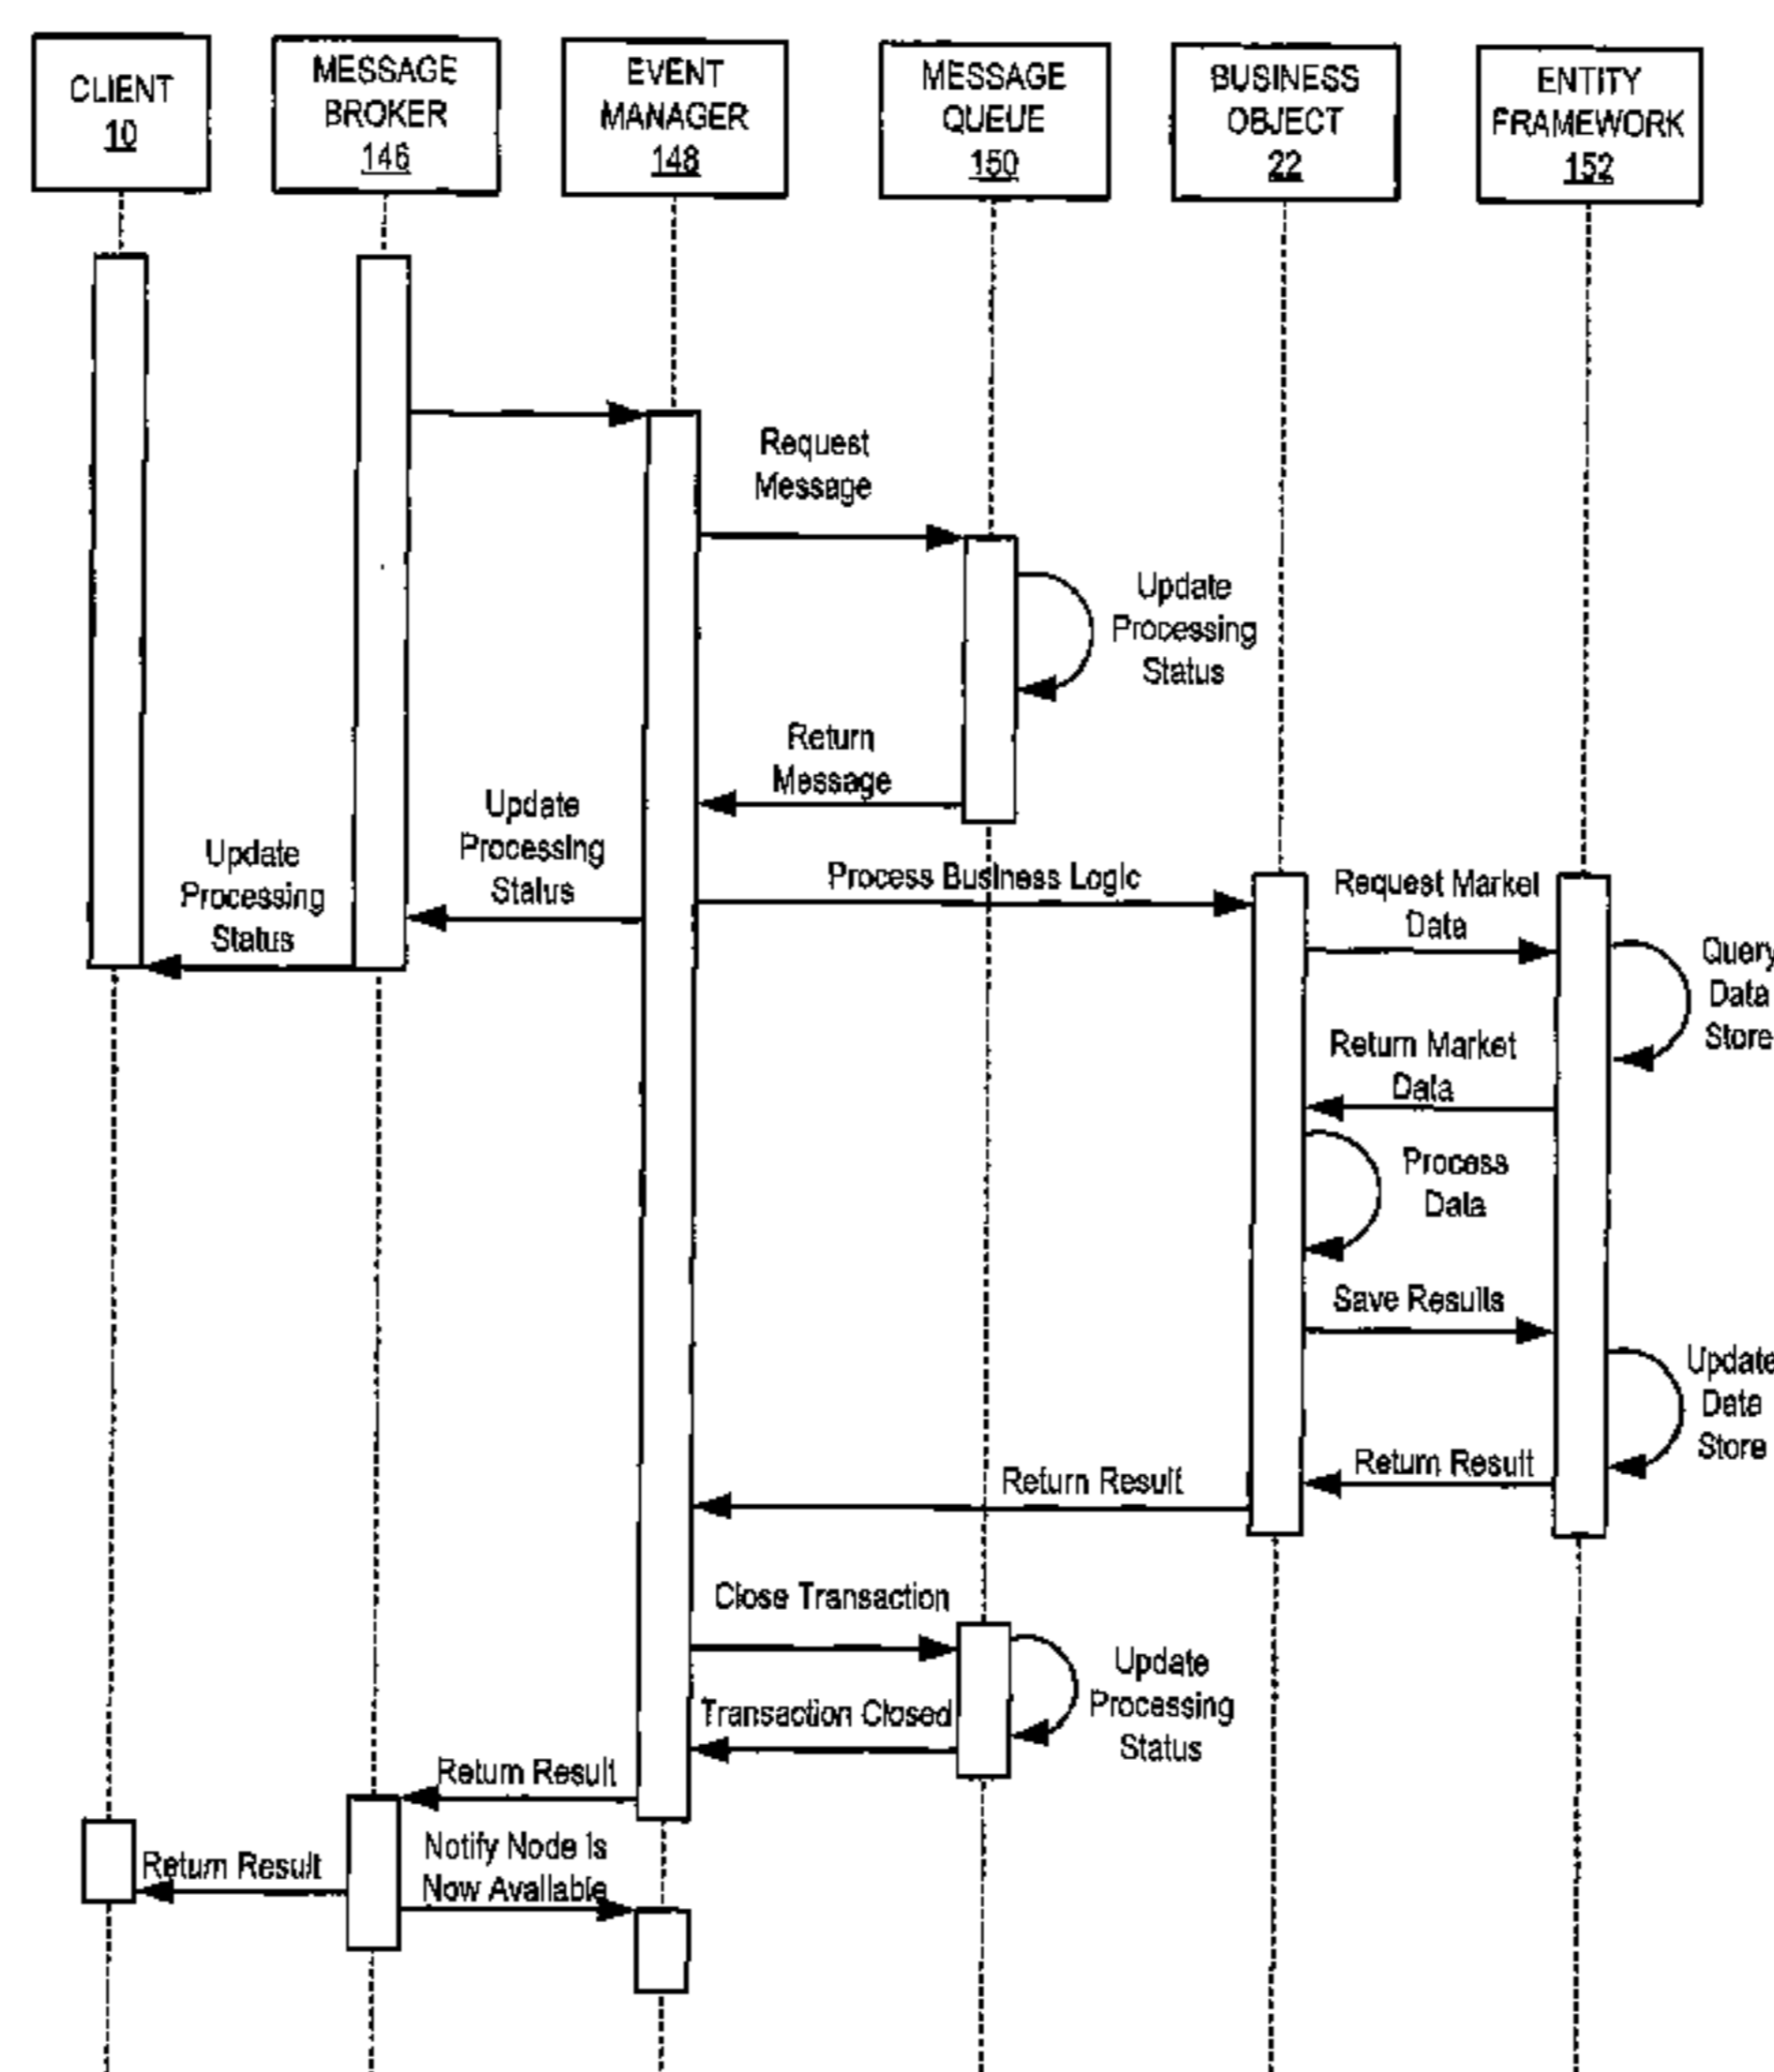 CLIENT
10
MESSAGE
BROKER
146
EVENT
MANAGER
148
MESSAGE
QUEUE
150
BUSINESS
OBJECT
22
ENTITY
FRAMEWORK
152
Request
Message
Update
Processing
Status
Return
Message
Update
Processing
Status
Update
Processing
Status
Process Business Logic
Request Market
Data
Query
Data
Store
Return Market
Data
Process
Data
Save Results
Update
Data
Store
Return Result
Return Result
Close Transaction
Update
Processing
Status
Transaction Closed
Return Result
Notify Node is
Now Available
Return Result